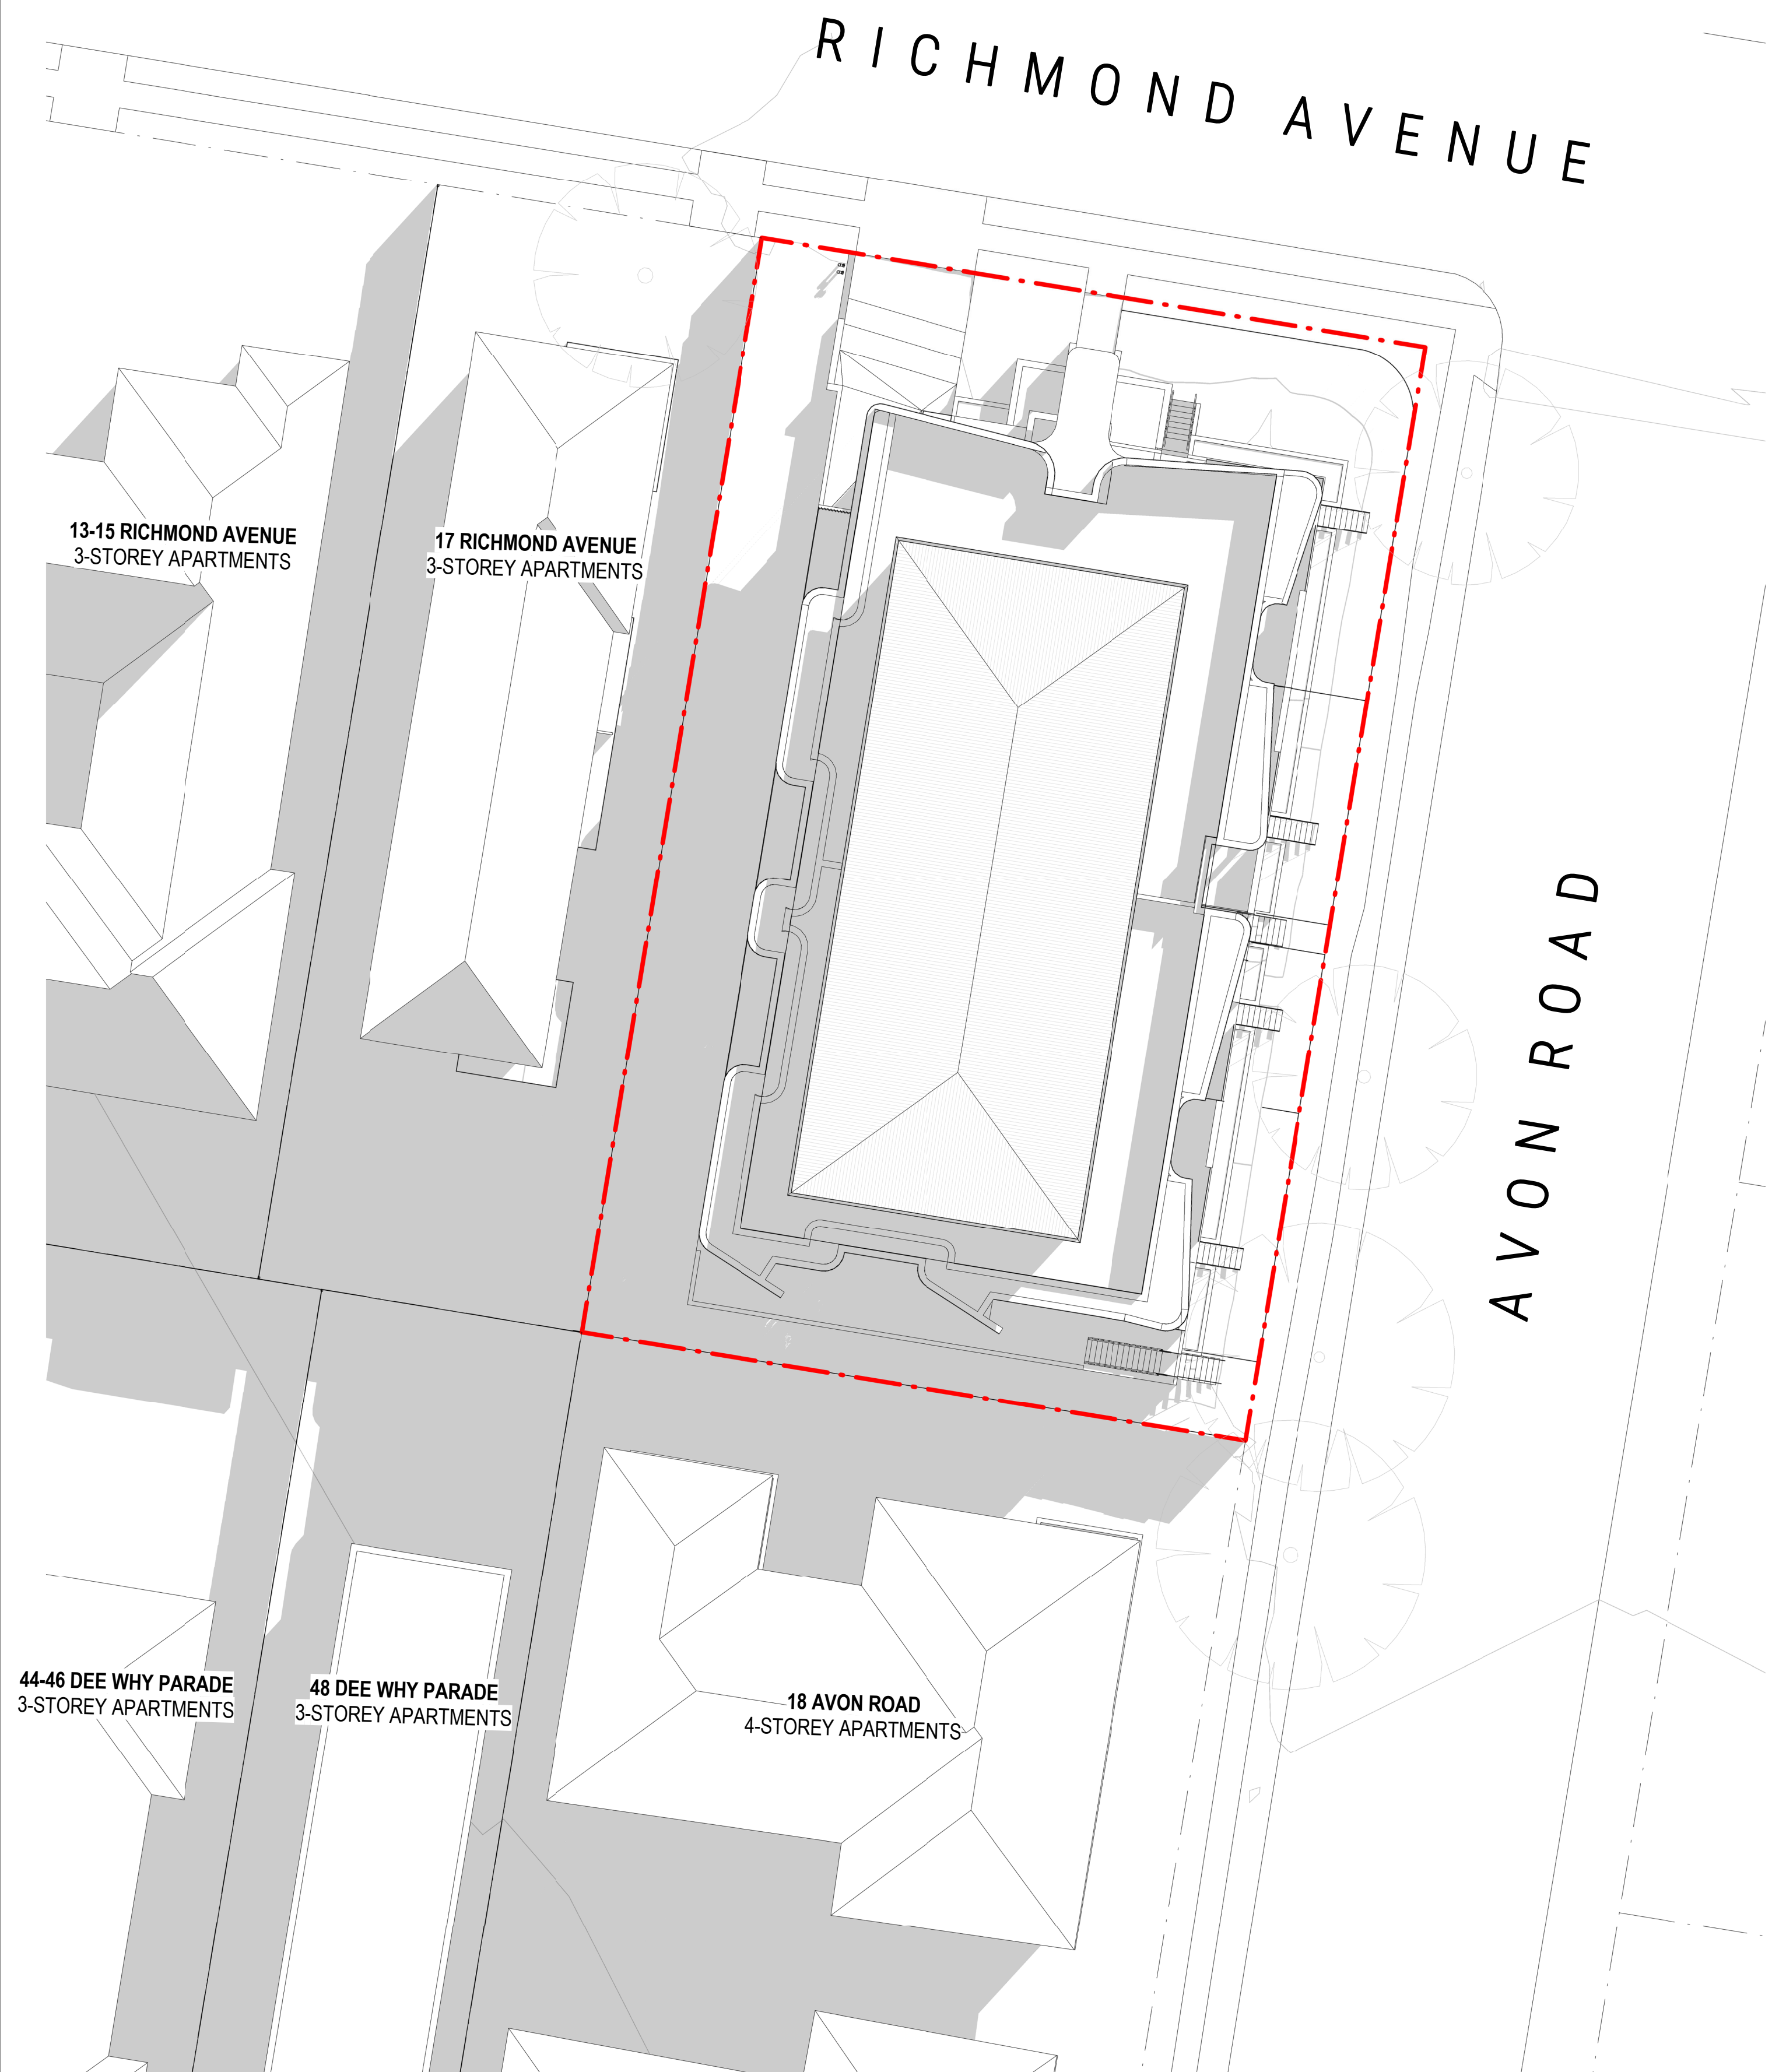 RICHMOND AVENUE
13-15 RICHMOND AVENUE
3-STOREY APARTMENTS
17 RICHMOND AVENUE
3-STOREY APARTMENTS
AVON ROAD
44-46 DEE WHY PARADE
3-STOREY APARTMENTS
48 DEE WHY PARADE
3-STOREY APARTMENTS
18 AVON ROAD
4-STOREY APARTMENTS